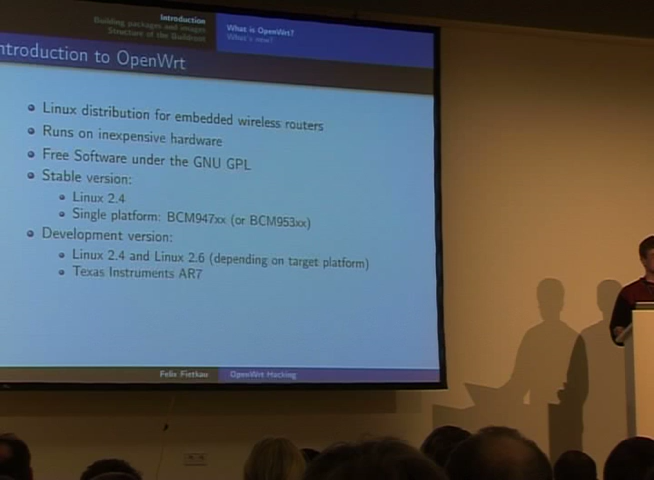 Introduction
Building packages and images
Structure of the Buildroot
What is OpenWrt?
What's new?
ntroduction to OpenWrt
Linux distribution for embedded wireless routers
Runs on inexpensive hardware
Free Software under the GNU GPL
Stable version:
Linux 2.4
Single platform: BCM947xx (or BCM953xx)
Development version:
Linux 2.4 and Linux 2.6 (depending on target platform)
Texas Instruments AR7
Felix Fietkau
OpenWrt Hacking